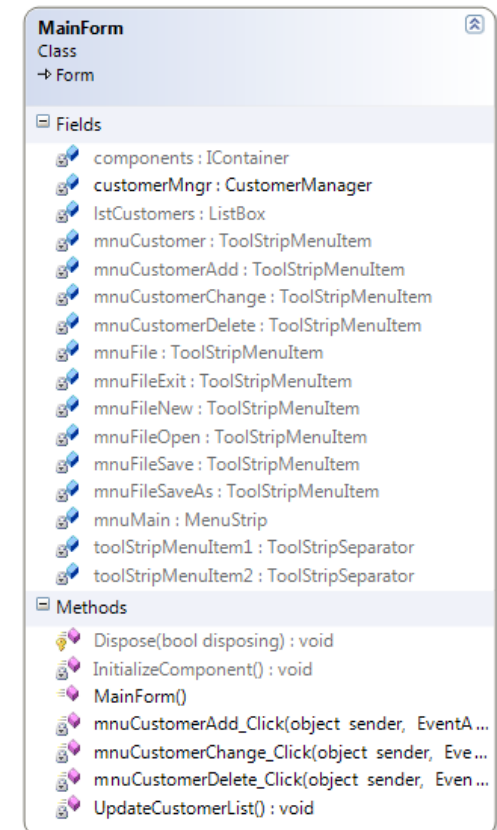 MainForm
Class
Form
Fields
components : IContainer
customerMngr : CustomerManager
lstCustomers : ListBox
mnuCustomer : ToolStripMenuItem
mnuCustomerAdd : ToolStripMenuItem
mnuCustomerChange : ToolStripMenuItem
mnuCustomerDelete : ToolStripMenuItem
mnuFile : ToolStripMenuItem
mnuFileExit : ToolStripMenuItem
mnuFileNew : ToolStripMenuItem
mnuFileOpen : ToolStripMenuItem
mnuFileSave : ToolStripMenuItem
mnuFileSaveAs : ToolStripMenuItem
mnuMain : MenuStrip
toolStripMenuItem1 : ToolStripSeparator
toolStripMenuItem2 : ToolStripSeparator
Methods
Dispose(bool disposing) : void
InitializeComponent() : void
MainForm()
mnuCustomerAdd_Click(object sender, EventA...
mnuCustomerChange_Click(object sender, Eve...
mnuCustomerDelete_Click(object sender, Even...
UpdateCustomerList() : void